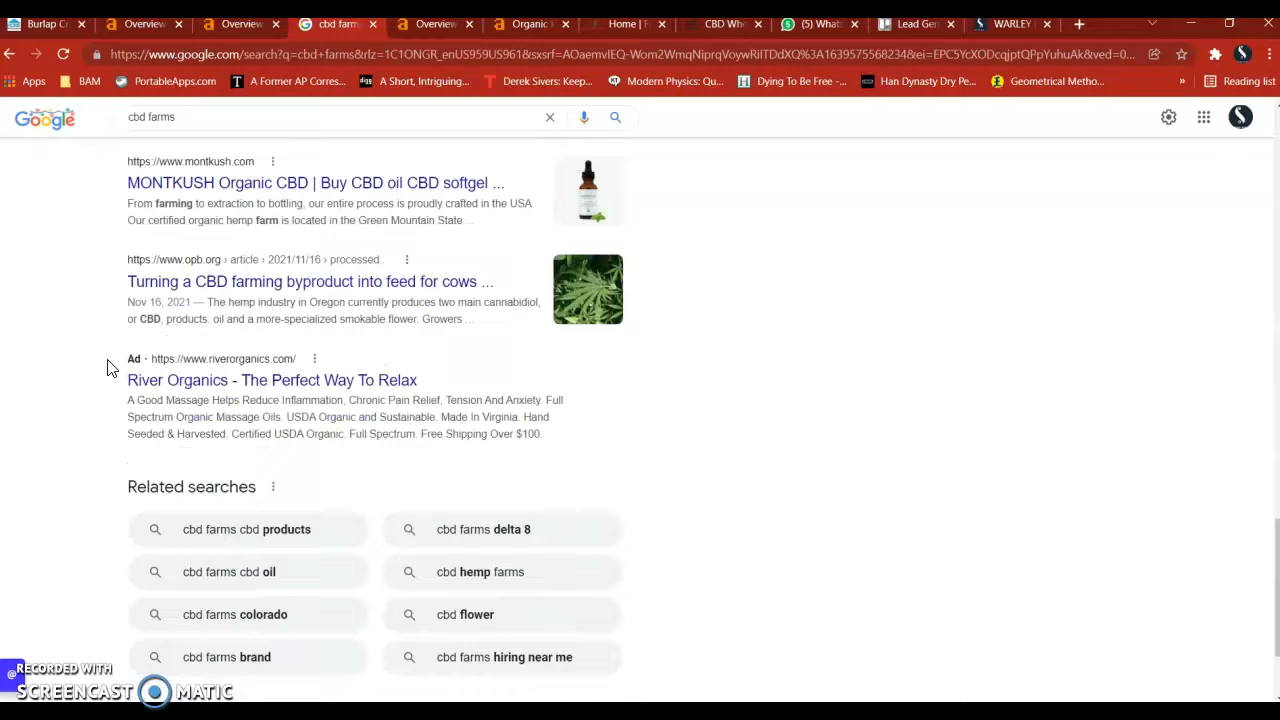 Burlap C
Overview
Overview
cbd farm
Overview
Organic
Home | F
CBD Whe
(5) Whats
Lead Ger
WARLEY
https://www.google.com/search?q=cbd+farms&rlz=1C1ONGR_enUS959US961&sxsrf=AOaemvIEQ-Wom2WmqNiprqVoywRilTDdXQ%3A1639575568234&ei=EPC5YcXODcqjptQPpYuhuAk&ved=0...
Apps
BAM
PortableApps.com
A Former AP Corres...
A Short, Intriguing...
Derek Sivers: Keep...
Modern Physics: Qu...
Dying To Be Free -...
Han Dynasty Dry Pe...
Geometrical Metho...
»
Reading list
Google
cbd farms
https://www.montkush.com
MONTKUSH Organic CBD | Buy CBD oil CBD softgel ...
From farming to extraction to bottling, our entire process is proudly crafted in the USA.
Our certified organic hemp farm is located in the Green Mountain State ...
https://www.opb.org › article › 2021/11/16 › processed..
Turning a CBD farming byproduct into feed for cows ...
Nov 16, 2021 — The hemp industry in Oregon currently produces two main cannabidiol,
or CBD, products: oil and a more-specialized smokable flower. Growers ...
Ad · https://www.riverorganics.com/
River Organics - The Perfect Way To Relax
A Good Massage Helps Reduce Inflammation, Chronic Pain Relief, Tension And Anxiety. Full
Spectrum Organic Massage Oils. USDA Organic and Sustainable. Made In Virginia. Hand
Seeded & Harvested. Certified USDA Organic. Full Spectrum. Free Shipping Over $100.
Related searches
cbd farms cbd products
cbd farms delta 8
cbd farms cbd oil
cbd hemp farms
cbd farms colorado
cbd flower
cbd farms brand
cbd farms hiring near me
@
RECORDED WITH
SCREENCAST MATIC